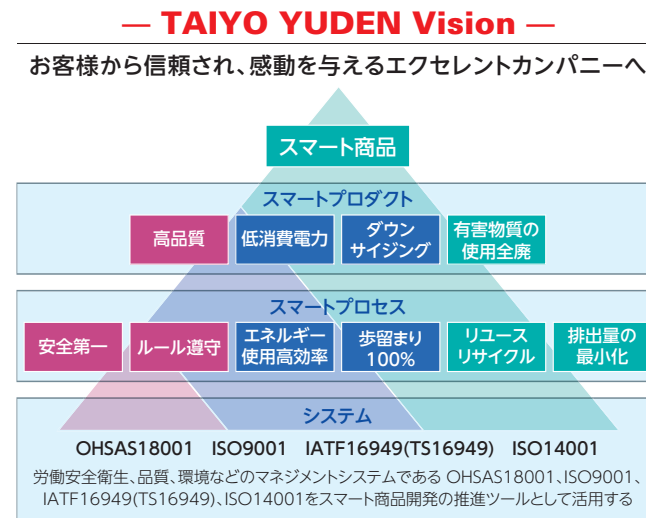 — TAIYO YUDEN Vision —
お客様から信頼され、感動を与えるエクセレントカンパニーへ
スマート商品
スマートプロダクト
高品質
低消費電力
ダウン
サイジング
有害物質の
使用全廃
スマートプロセス
安全第一
ルール遵守
エネルギー
使用高効率
歩留まり
100%
リユース
リサイクル
排出量の
最小化
システム
OHSAS18001 ISO9001 IATF16949(TS16949) ISO14001
労働安全衛生、品質、環境などのマネジメントシステムである OHSAS18001、ISO9001、
IATF16949(TS16949)、ISO14001をスマート商品開発の推進ツールとして活用する